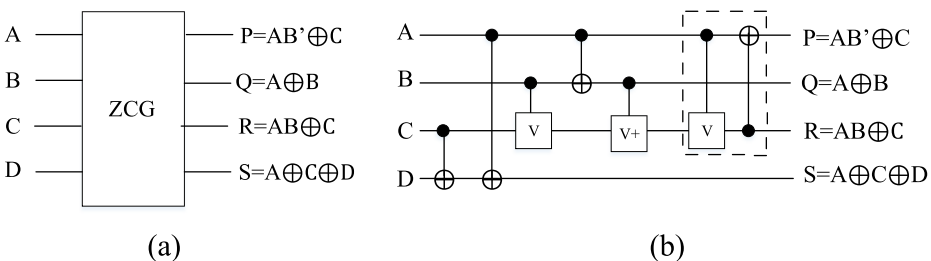 A P=AB'⊕C
B Q=A⊕B
ZCG
C R=AB⊕C
D S=A⊕C⊕D
(a)
A P=AB'⊕C
B Q=A⊕B
C V V+ V R=AB⊕C
D S=A⊕C⊕D
(b)